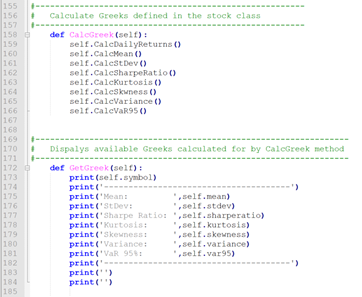 155 #------------------------------------------------------
156 #   Calculate Greeks defined in the stock class
157 #------------------------------------------------------
158     def CalcGreek(self):
159         self.CalcDailyReturns()
160         self.CalcMean()
161         self.CalcStDev()
162         self.CalcSharpeRatio()
163         self.CalcKurtosis()
164         self.CalcSkwness()
165         self.CalcVariance()
166         self.CalcVaR95()
167
168
169 #---------------------------------------------------------------
170 #   Dispalys available Greeks calculated for by CalcGreek method
171 #---------------------------------------------------------------
172     def GetGreek(self):
173         print(self.symbol)
174         print('--------------------------------------')
175         print('Mean:         ',self.mean)
176         print('StDev:        ',self.stdev)
177         print('Sharpe Ratio: ',self.sharperatio)
178         print('Kurtosis:     ',self.kurtosis)
179         print('Skewness:     ',self.skewness)
180         print('Variance:     ',self.variance)
181         print('VaR 95%:      ',self.var95)
182         print('--------------------------------------')
183         print('')
184         print('')
185